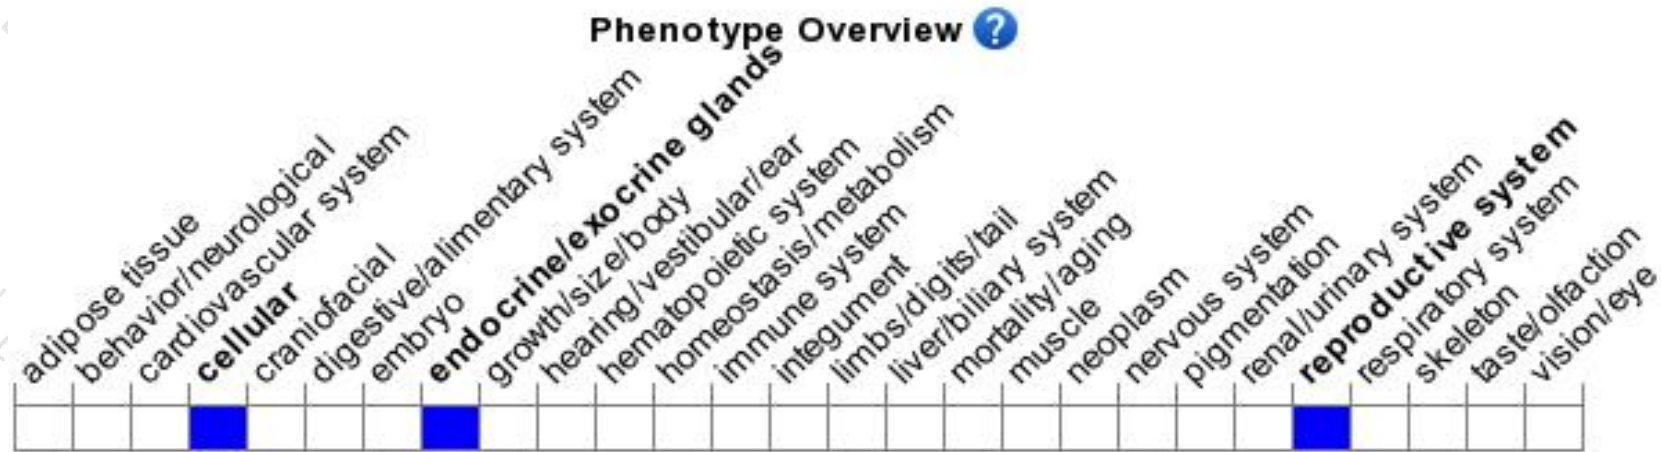 Phenotype Overview ?
adipose tissue
behavior/neurological
cardiovascular system
cellular
craniofacial
digestive/alimentary system
embryo
endocrine/exocrine glands
growth/size/body
hearing/vestibular/ear
hematopoietic system
homeostasis/metabolism
immune system
integument
limbs/digits/tail
liver/biliary system
mortality/aging
muscle
neoplasm
nervous system
pigmentation
renal/urinary system
reproductive system
respiratory system
skeleton
taste/olfaction
vision/eye